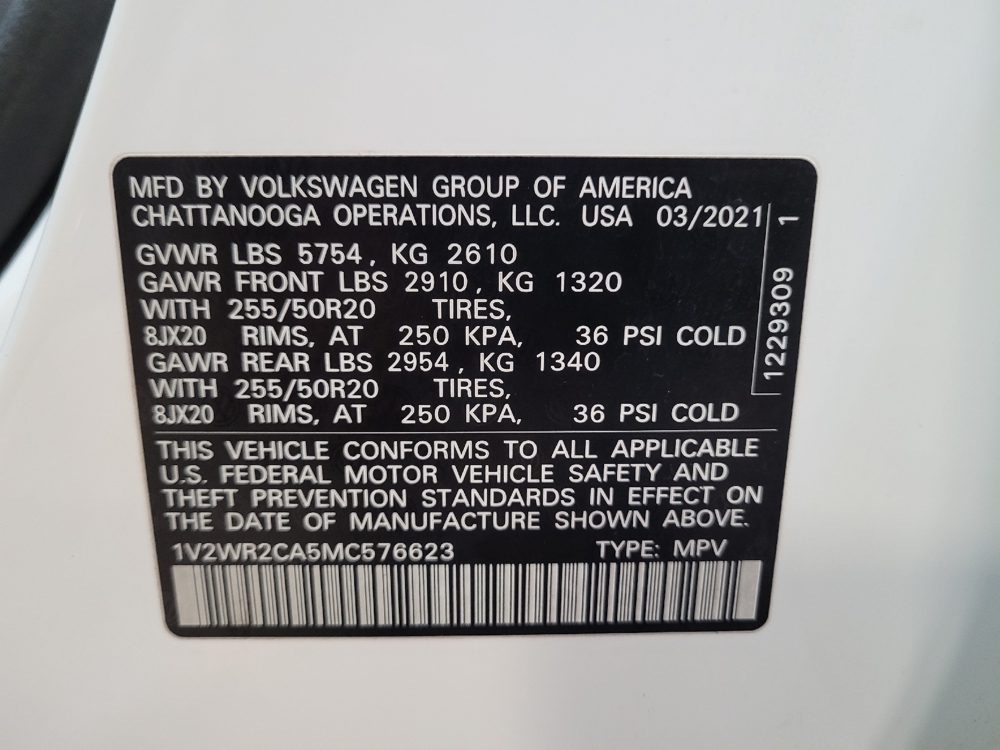 MFD BY VOLKSWAGEN GROUP OF AMERICA
CHATTANOOGA OPERATIONS, LLC. USA 03/2021
GVWR LBS 5754, KG 2610
GAWR FRONT LBS 2910, KG 1320
WITH 255/50R20 TIRES,
8JX20 RIMS, AT 250 KPA, 36 PSI COLD
GAWR REAR LBS 2954, KG 1340
WITH 255/50R20 TIRES,
8JX20 RIMS, AT 250 KPA, 36 PSI COLD
1229309 1
THIS VEHICLE CONFORMS TO ALL APPLICABLE
U.S. FEDERAL MOTOR VEHICLE SAFETY AND
THEFT PREVENTION STANDARDS IN EFFECT ON
THE DATE OF MANUFACTURE SHOWN ABOVE.
1V2WR2CA5MC576623 TYPE: MPV